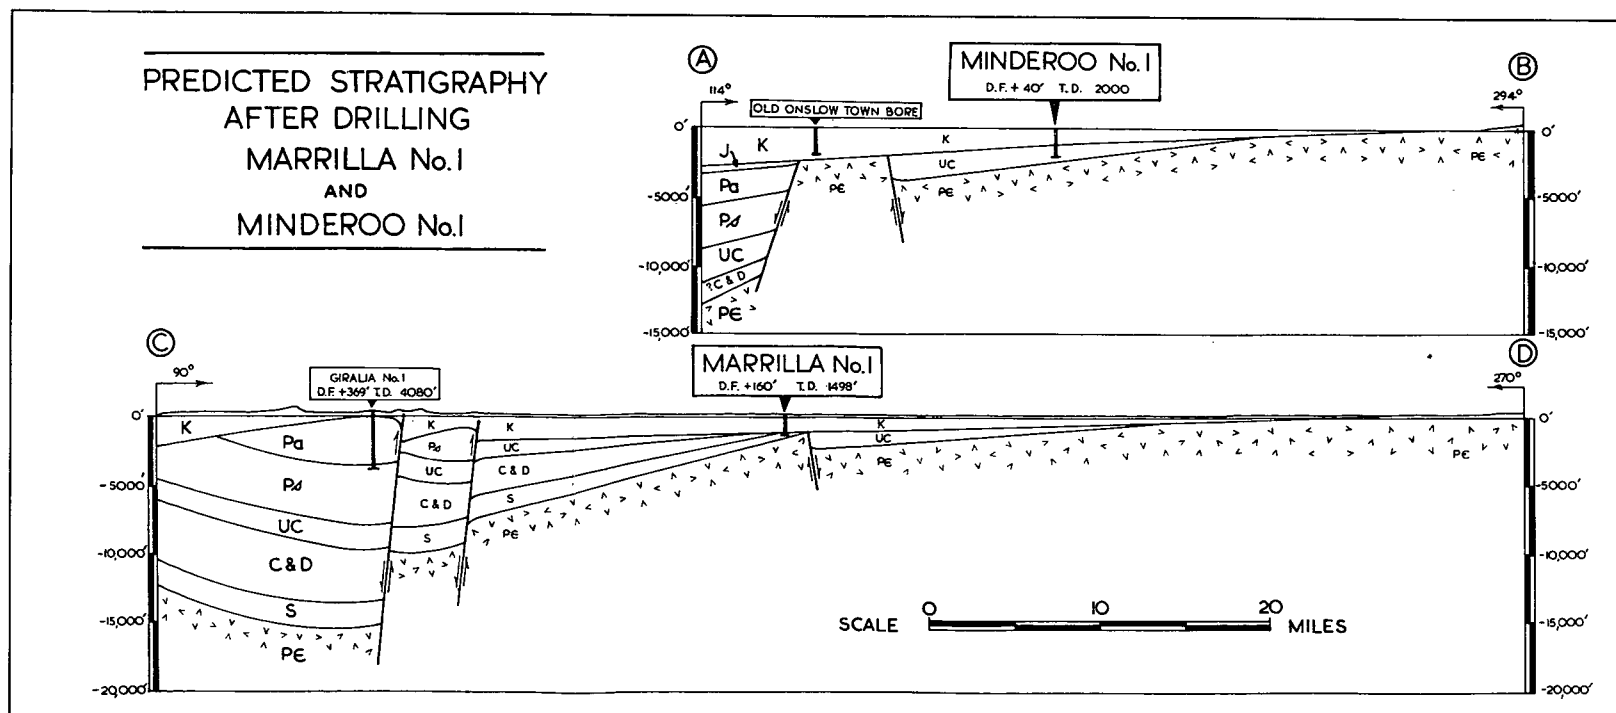 PREDICTED STRATIGRAPHY
AFTER DRILLING
MARRILLA No.1
AND
MINDEROO No.1
A
MINDEROO No.1
D.F. + 40' T.D. 2000
B
114°
OLD ONSLOW TOWN BORE
294°
0'
K
K
0'
J
UC
PЄ
Pa
PЄ
PЄ
-5000'
-5000'
Ps
UC
-10,000'
-10,000'
?C & D
PЄ
-15,000'
-15,000'
C
MARRILLA No.1
D.F. +160' T.D. 1498'
D
90°
GIRALIA No.1
D.F. +369' T.D. 4080'
270°
0'
K
K
K
K
0'
Pa
Ps
UC
UC
UC
C & D
PЄ
PЄ
-5000'
Ps
C & D
S
-5000'
UC
S
PЄ
-10,000'
C & D
-10,000'
S
0 10 20
SCALE MILES
-15,000'
PЄ
-15,000'
-20,000'
-20,000'